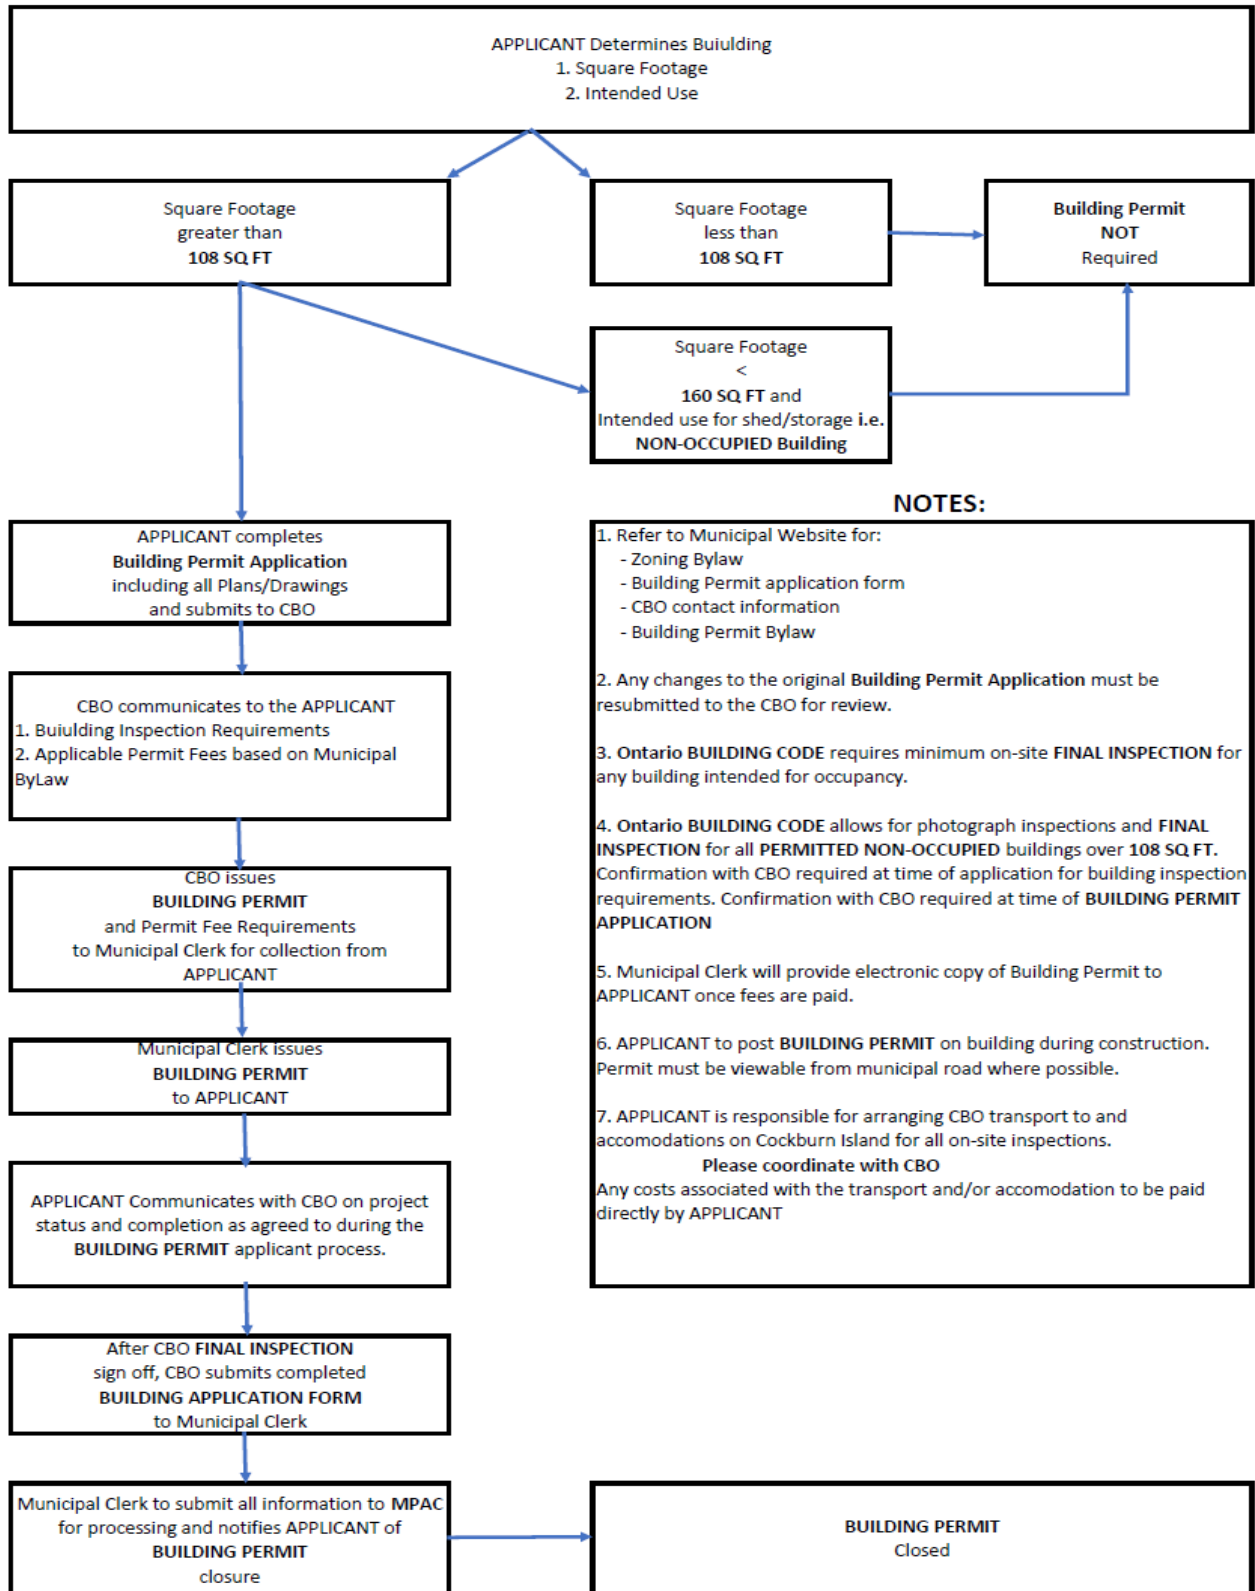 APPLICANT Determines Buiulding
1. Square Footage
2. Intended Use
Square Footage
greater than
108 SQ FT
Square Footage
less than
108 SQ FT
Building Permit
NOT
Required
Square Footage
<
160 SQ FT and
Intended use for shed/storage i.e.
NON-OCCUPIED Building
APPLICANT completes
Building Permit Application
including all Plans/Drawings
and submits to CBO
CBO communicates to the APPLICANT
1. Buiulding Inspection Requirements
2. Applicable Permit Fees based on Municipal
ByLaw
CBO issues
BUILDING PERMIT
and Permit Fee Requirements
to Municipal Clerk for collection from
APPLICANT
Municipal Clerk issues
BUILDING PERMIT
to APPLICANT
APPLICANT Communicates with CBO on project
status and completion as agreed to during the
BUILDING PERMIT applicant process.
After CBO FINAL INSPECTION
sign off, CBO submits completed
BUILDING APPLICATION FORM
to Municipal Clerk
Municipal Clerk to submit all information to MPAC
for processing and notifies APPLICANT of
BUILDING PERMIT
closure
BUILDING PERMIT
Closed
NOTES:
1. Refer to Municipal Website for:
- Zoning Bylaw
- Building Permit application form
- CBO contact information
- Building Permit Bylaw
2. Any changes to the original Building Permit Application must be
resubmitted to the CBO for review.
3. Ontario BUILDING CODE requires minimum on-site FINAL INSPECTION for
any building intended for occupancy.
4. Ontario BUILDING CODE allows for photograph inspections and FINAL
INSPECTION for all PERMITTED NON-OCCUPIED buildings over 108 SQ FT.
Confirmation with CBO required at time of application for building inspection
requirements. Confirmation with CBO required at time of BUILDING PERMIT
APPLICATION
5. Municipal Clerk will provide electronic copy of Building Permit to
APPLICANT once fees are paid.
6. APPLICANT to post BUILDING PERMIT on building during construction.
Permit must be viewable from municipal road where possible.
7. APPLICANT is responsible for arranging CBO transport to and
accomodations on Cockburn Island for all on-site inspections.
Please coordinate with CBO
Any costs associated with the transport and/or accomodation to be paid
directly by APPLICANT